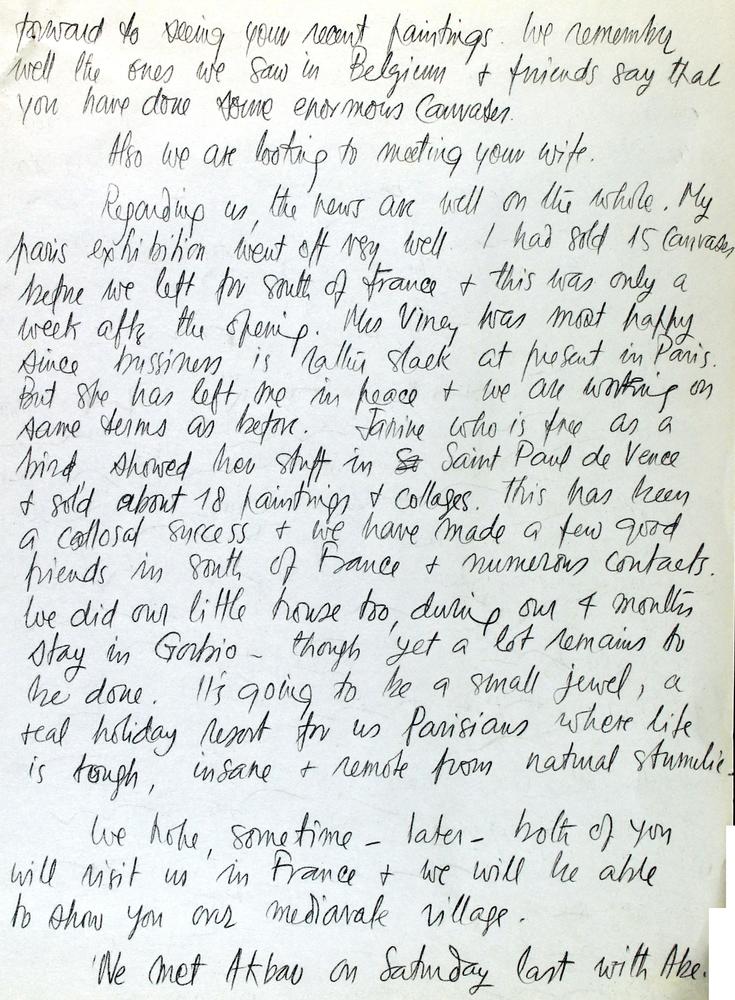 forward to seeing your recent paintings. We remember
well the ones we saw in Belgium + friends say that
you have done some enormous Canvases.
Also we are looking to meeting your wife.
Regarding us, the news are well on the whole. My
paris exhibition went off very well. I had sold 15 Canvases
before we left for south of france + this was only a
week after the opening. Mrs Viney was most happy
since bussiness is rather slack at present in Paris.
But she has left me in peace + we are working on
same terms as before. Janine who is free as a
bird showed her stuff in Saint Paul de Vence
+ sold about 18 paintings + collages. This has been
a collosal success + we have made a few good
friends in south of France + numerous contacts.
We did our little house too, during our 4 months
stay in Gorbio - though yet a lot remains to
be done. It's going to be a small jewel, a
real holiday resort for us Parisians where life
is tough, insane + remote from natural stumulie-
We hope, sometime - later - both of you
will visit us in France + we will be able
to show you our mediavale village.
We met Akbar on Saturday last with Abe.